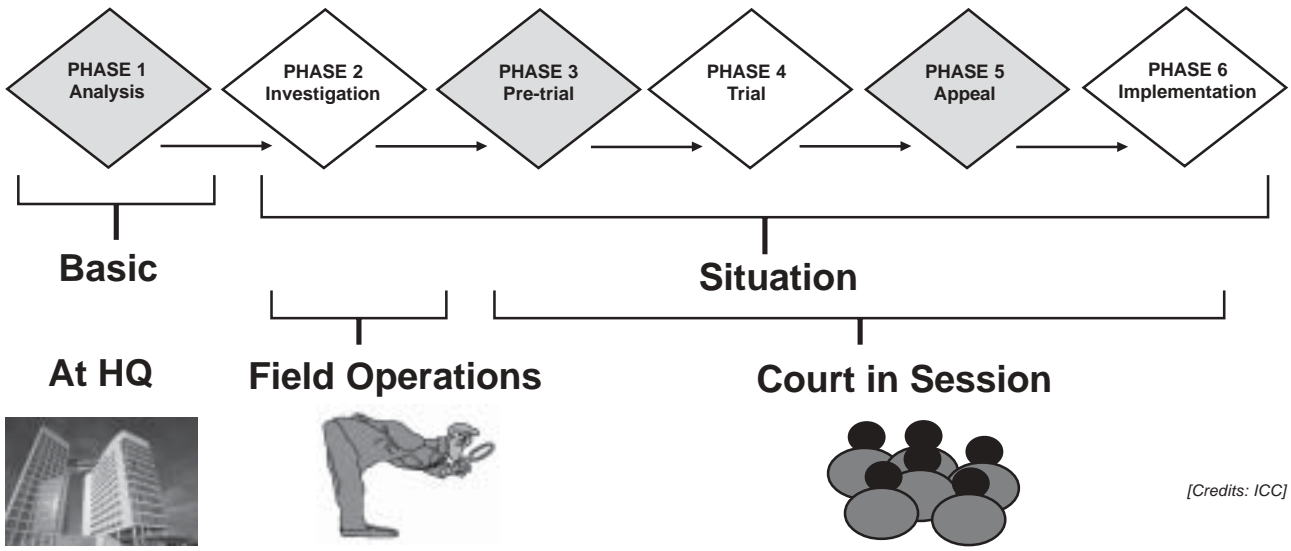 PHASE 1
Analysis
PHASE 2
Investigation
PHASE 3
Pre-trial
PHASE 4
Trial
PHASE 5
Appeal
PHASE 6
Implementation
Basic
Situation
At HQ
Field Operations
Court in Session
[Credits: ICC]